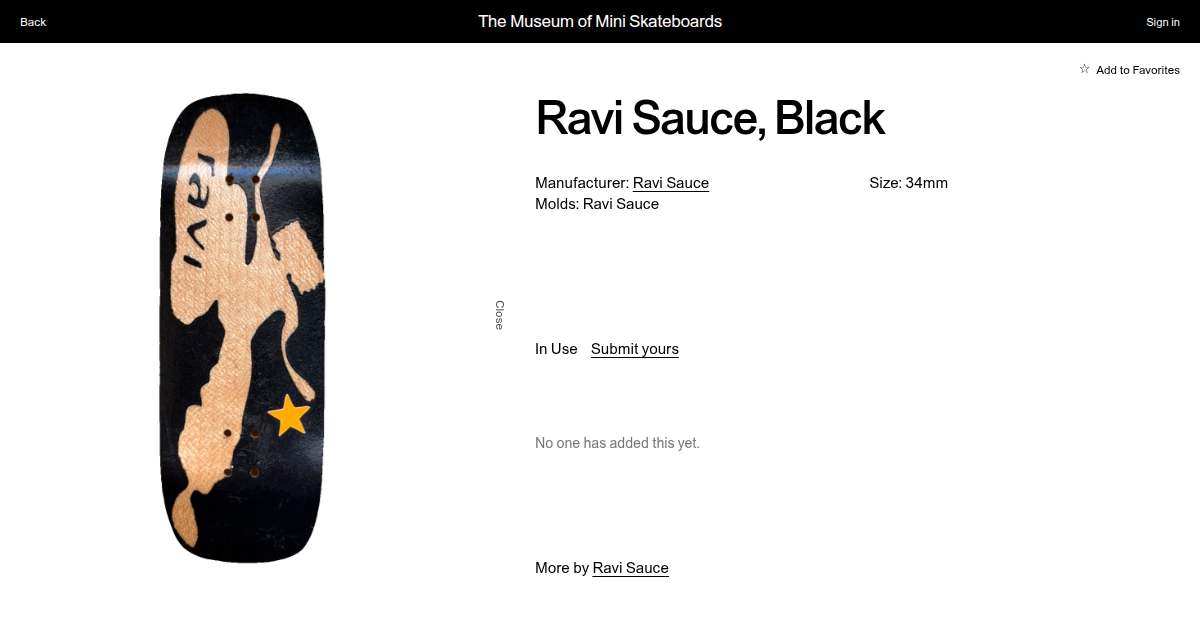 Back
The Museum of Mini Skateboards
Sign in
☆ Add to Favorites
Ravi Sauce, Black
Manufacturer: Ravi Sauce
Size: 34mm
Molds: Ravi Sauce
ravi
Close
In Use Submit yours
No one has added this yet.
More by Ravi Sauce